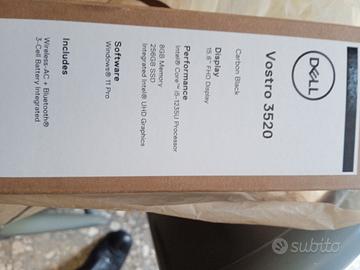 DELL
Vostro 3520
Carbon Black
Display
15.6" FHD Display
Performance
Intel® Core™ i5-1235U Processor
8GB Memory
256GB SSD
Integrated Intel® UHD Graphics
Software
Windows® 11 Pro
Includes
Wireless-AC + Bluetooth®
3-Cell Battery Integrated
subito